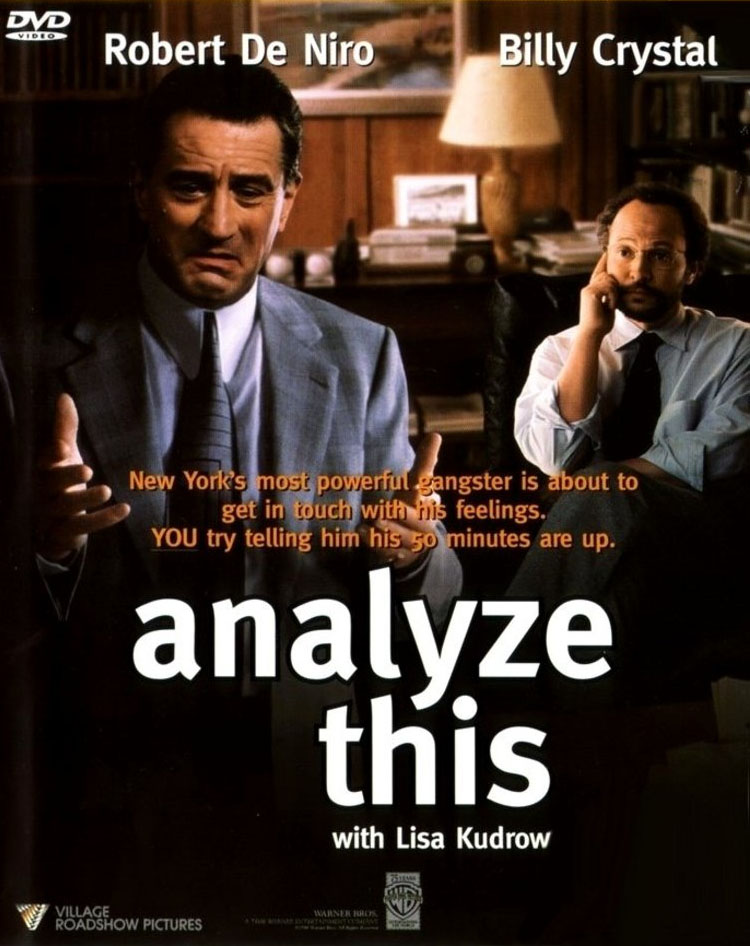 DVD
VIDEO
Robert De Niro
Billy Crystal
New York's most powerful gangster is about to
get in touch with his feelings.
YOU try telling him his 50 minutes are up.
analyze
this
with Lisa Kudrow
VILLAGE
ROADSHOW PICTURES
75 YEARS
WARNER BROS.